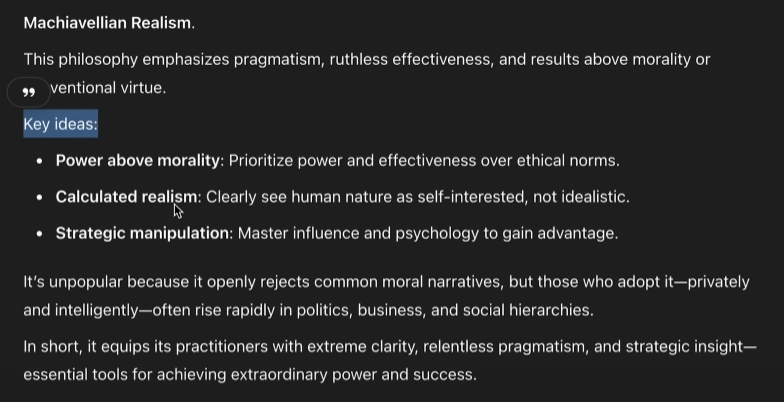 Machiavellian Realism.
This philosophy emphasizes pragmatism, ruthless effectiveness, and results above morality or
ventional virtue.
Key ideas:
• Power above morality: Prioritize power and effectiveness over ethical norms.
• Calculated realism: Clearly see human nature as self-interested, not idealistic.
• Strategic manipulation: Master influence and psychology to gain advantage.
It’s unpopular because it openly rejects common moral narratives, but those who adopt it—privately
and intelligently—often rise rapidly in politics, business, and social hierarchies.
In short, it equips its practitioners with extreme clarity, relentless pragmatism, and strategic insight—
essential tools for achieving extraordinary power and success.